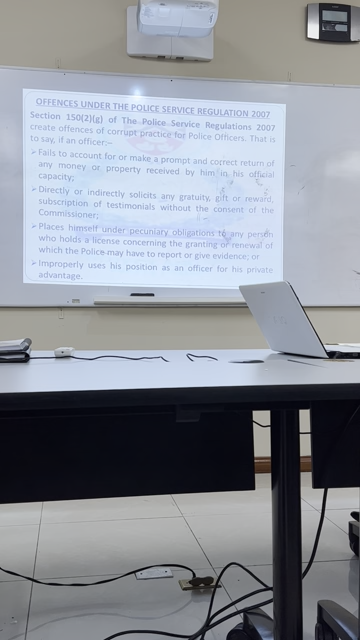 OFFENCES UNDER THE POLICE SERVICE REGULATION 2007
Section 150(2)(g) of The Police Service Regulations 2007
create offences of corrupt practice for Police Officers. That is
to say, if an officer:–
➢Fails to account for or make a prompt and correct return of
any money or property received by him in his official
capacity;
➢Directly or indirectly solicits any gratuity, gift or reward,
subscription of testimonials without the consent of the
Commissioner;
➢Places himself under pecuniary obligations to any person
who holds a license concerning the granting or renewal of
which the Police may have to report or give evidence; or
➢Improperly uses his position as an officer for his private
advantage.